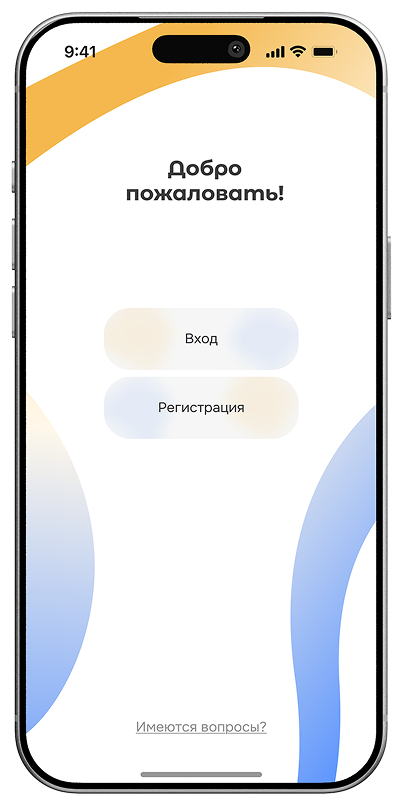 9:41
Добро
пожаловать!
Вход
Регистрация
Имеются вопросы?